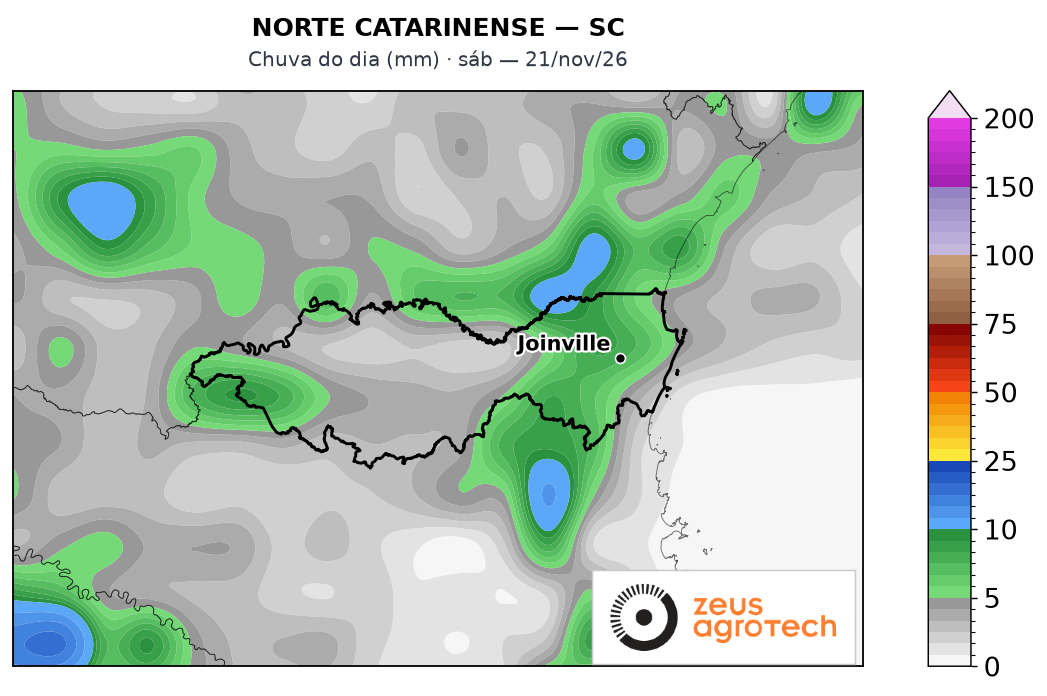 NORTE CATARINENSE — SC
Chuva do dia (mm) · sáb — 21/nov/26
Joinville
200
150
100
75
50
25
10
5
0
zeus
agrotech